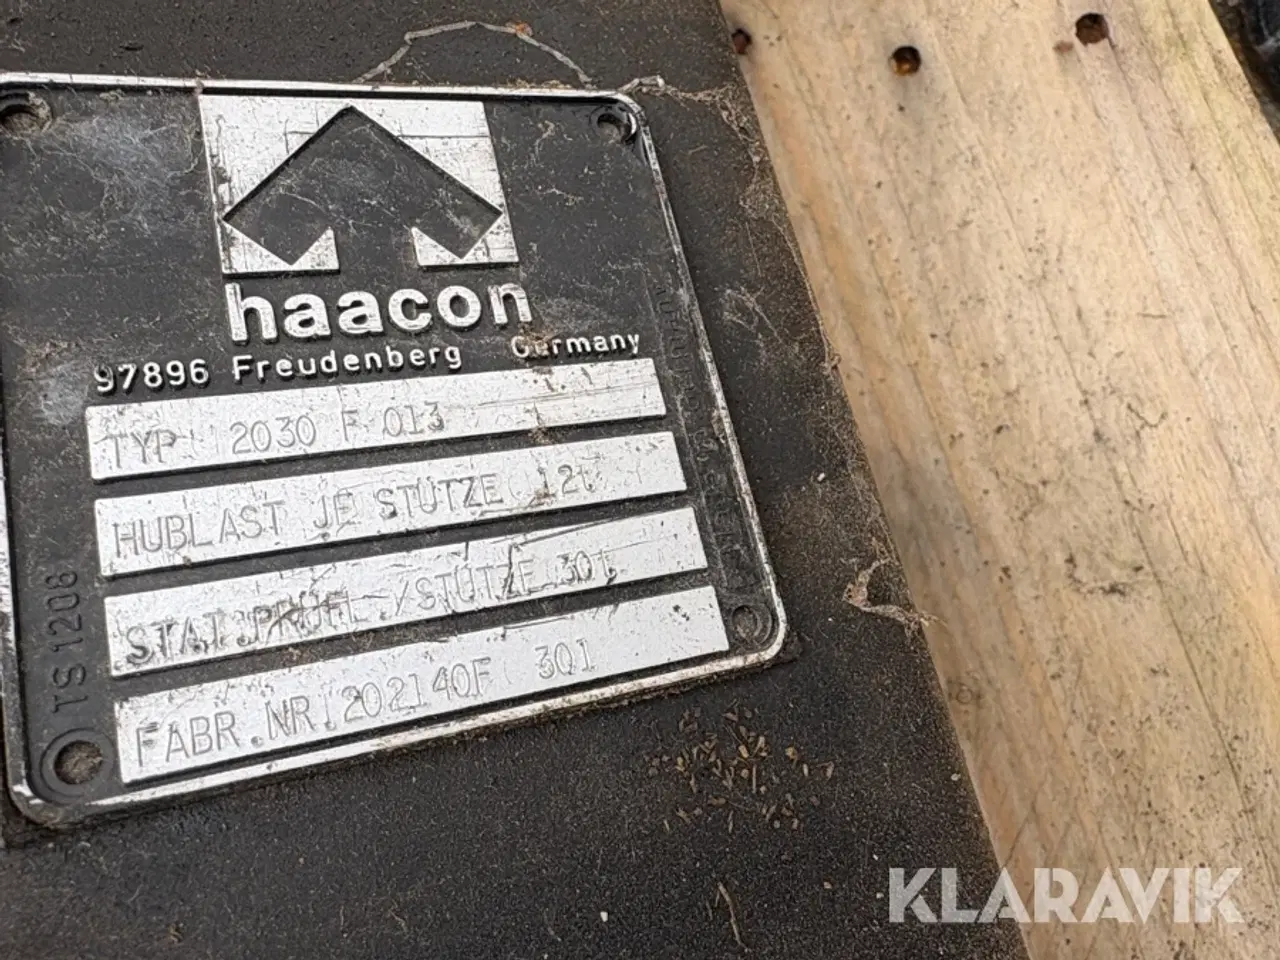 haacon
97896 Freudenberg Germany
TYP 2030 F 013
HUBLAST JE STÜTZE 12t
STAT.PRÜFL./STÜTZE 30t
FABR.NR.202140F 301
TS 1208
KLARAVIK